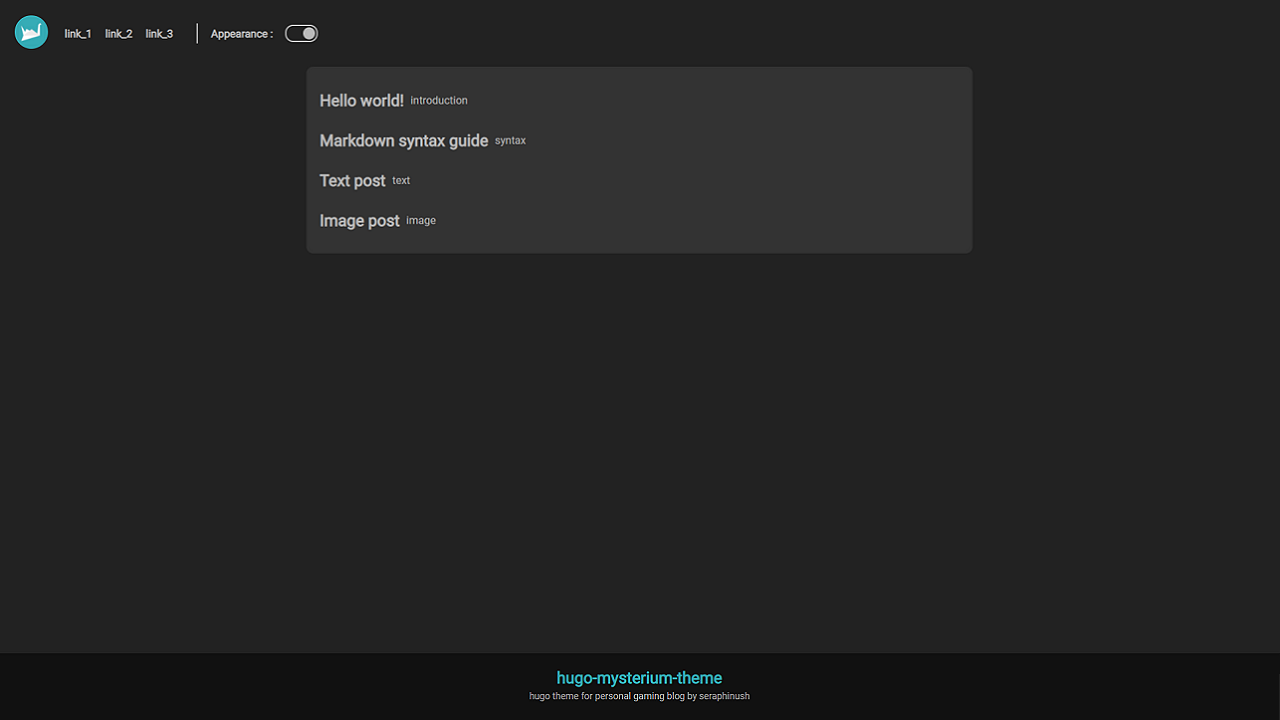 link_1 link_2 link_3 Appearance :
Hello world! introduction
Markdown syntax guide syntax
Text post text
Image post image
hugo-mysterium-theme
hugo theme for personal gaming blog by seraphinush